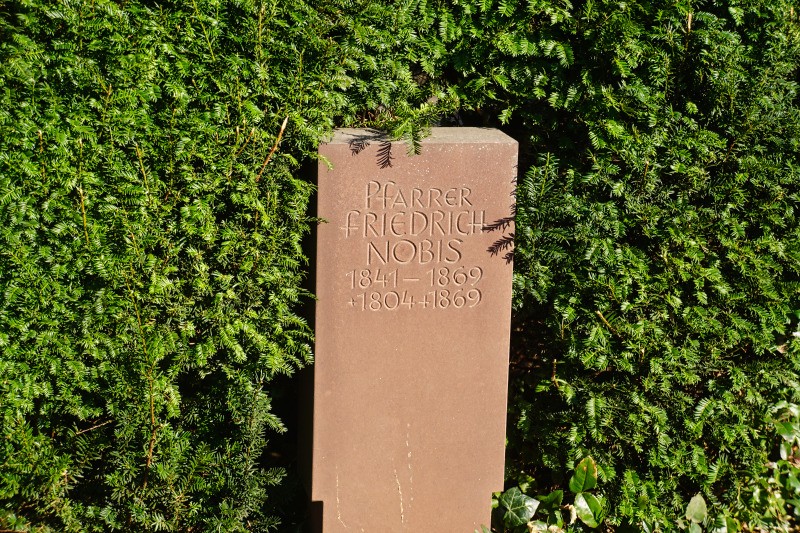 PFARRER
FRIEDRICH
NOBIS
1841–1869
*1804+1869